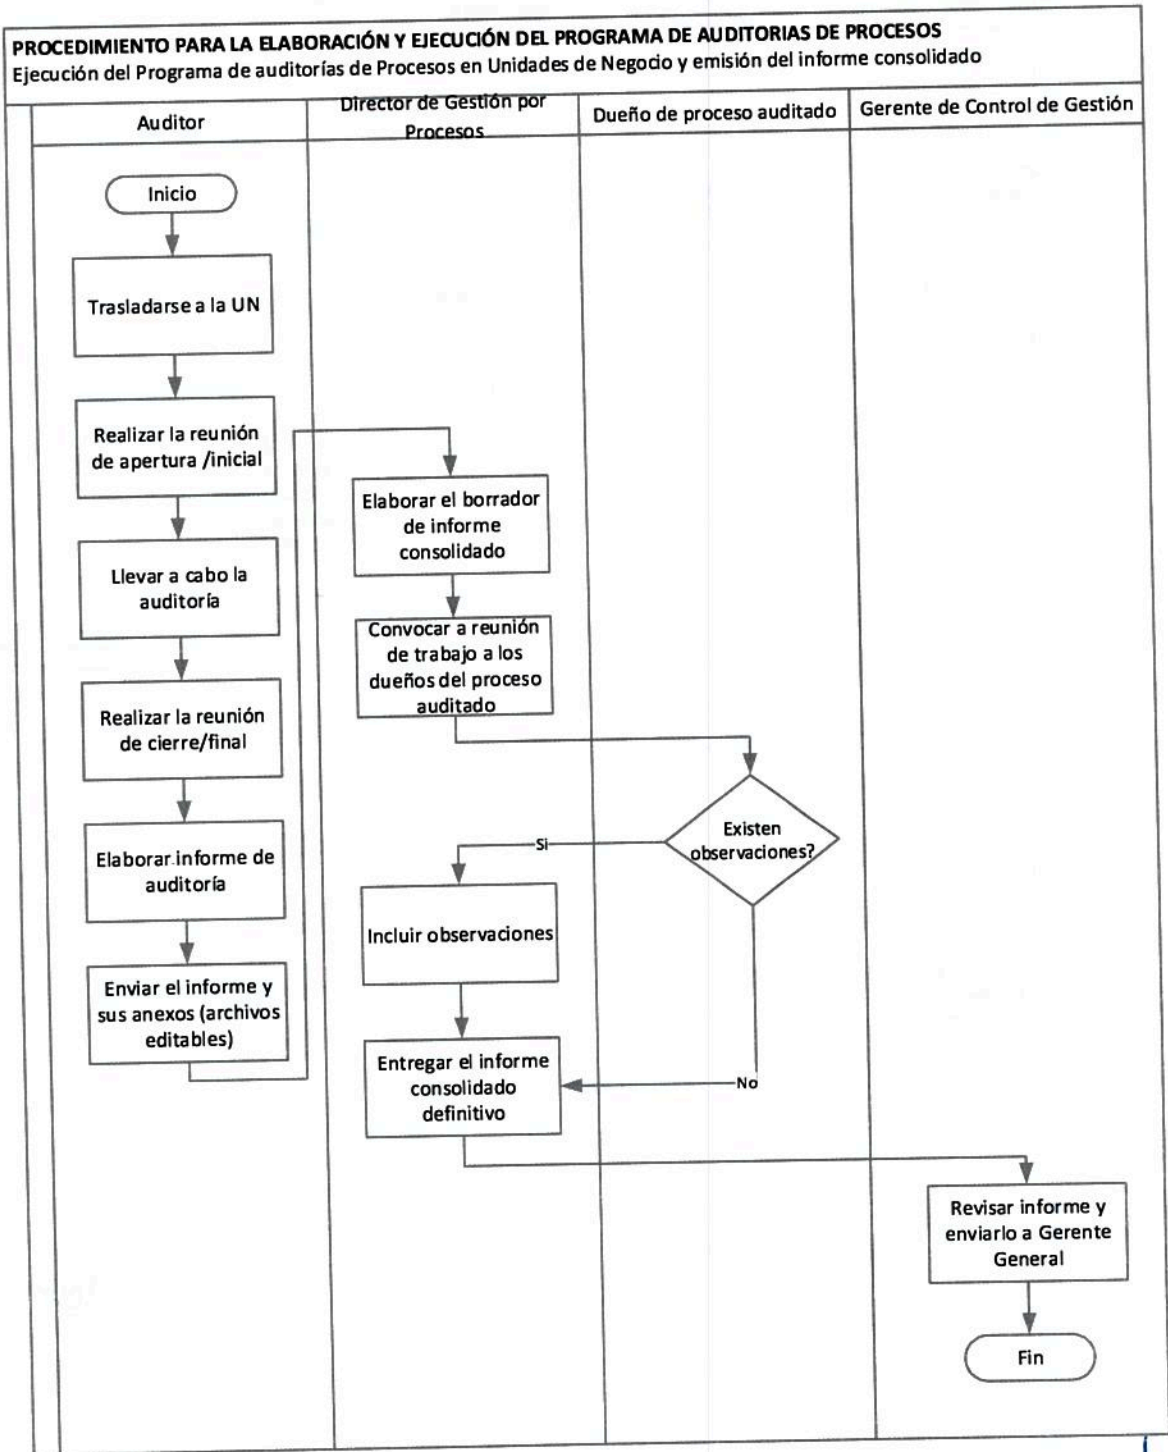 PROCEDIMIENTO PARA LA ELABORACIÓN Y EJECUCIÓN DEL PROGRAMA DE AUDITORIAS DE PROCESOS
Ejecución del Programa de auditorías de Procesos en Unidades de Negocio y emisión del informe consolidado
Auditor
Director de Gestión por
Procesos
Dueño de proceso auditado
Gerente de Control de Gestión
Inicio
Trasladarse a la UN
Realizar la reunión
de apertura /inicial
Llevar a cabo la
auditoría
Realizar la reunión
de cierre/final
Elaborar informe de
auditoría
Enviar el informe y
sus anexos (archivos
editables)
Elaborar el borrador
de informe
consolidado
Convocar a reunión
de trabajo a los
dueños del proceso
auditado
Existen
observaciones?
Si
Incluir observaciones
No
Entregar el informe
consolidado
definitivo
Revisar informe y
enviarlo a Gerente
General
Fin